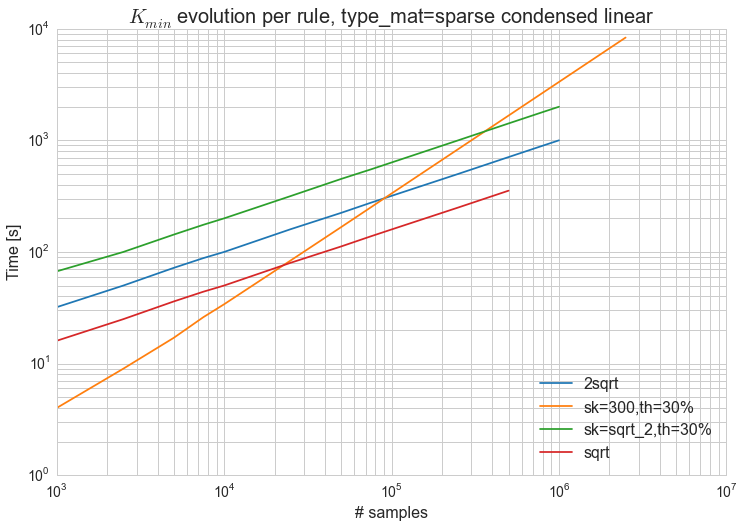 K_min evolution per rule, type_mat=sparse condensed linear
Time [s]
10^4
10^3
10^2
10^1
10^0
10^3 10^4 10^5 10^6 10^7
# samples
2sqrt
sk=300,th=30%
sk=sqrt_2,th=30%
sqrt